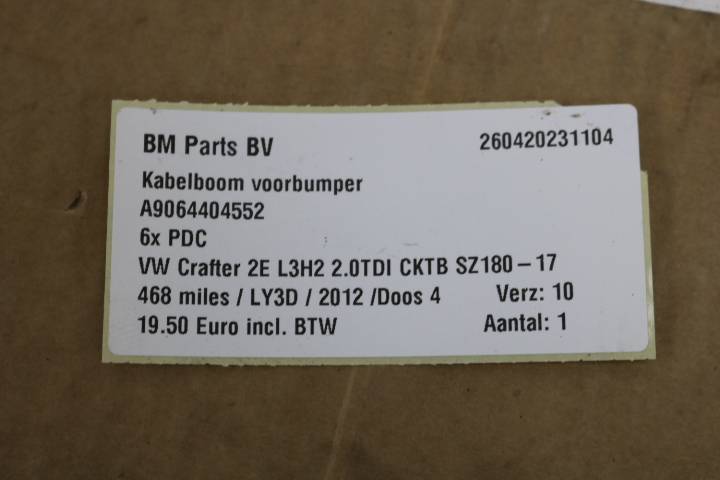 BM Parts BV 260420231104
Kabelboom voorbumper
A9064404552
6x PDC
VW Crafter 2E L3H2 2.0TDI CKTB SZ180 – 17
468 miles / LY3D / 2012 /Doos 4 Verz: 10
19.50 Euro incl. BTW Aantal: 1